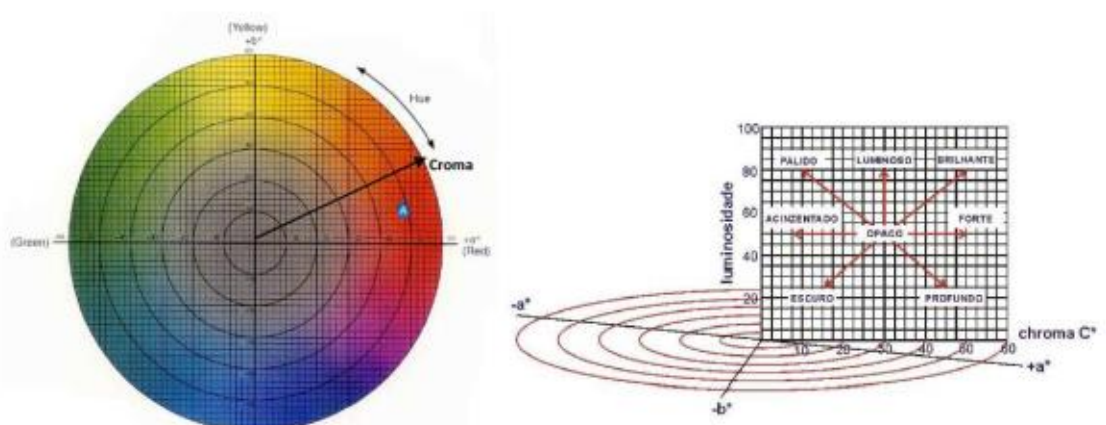 (Yellow)
+b*
Hue
Croma
A
(Green)
+a*
(Red)
100
80
60
40
20
luminosidade
PALIDO
LUMINOSO
BRILHANTE
ACINZENTADO
OPACO
FORTE
ESCURO
PROFUNDO
10
20
30
40
50
60
chroma C*
-a*
+a*
-b*